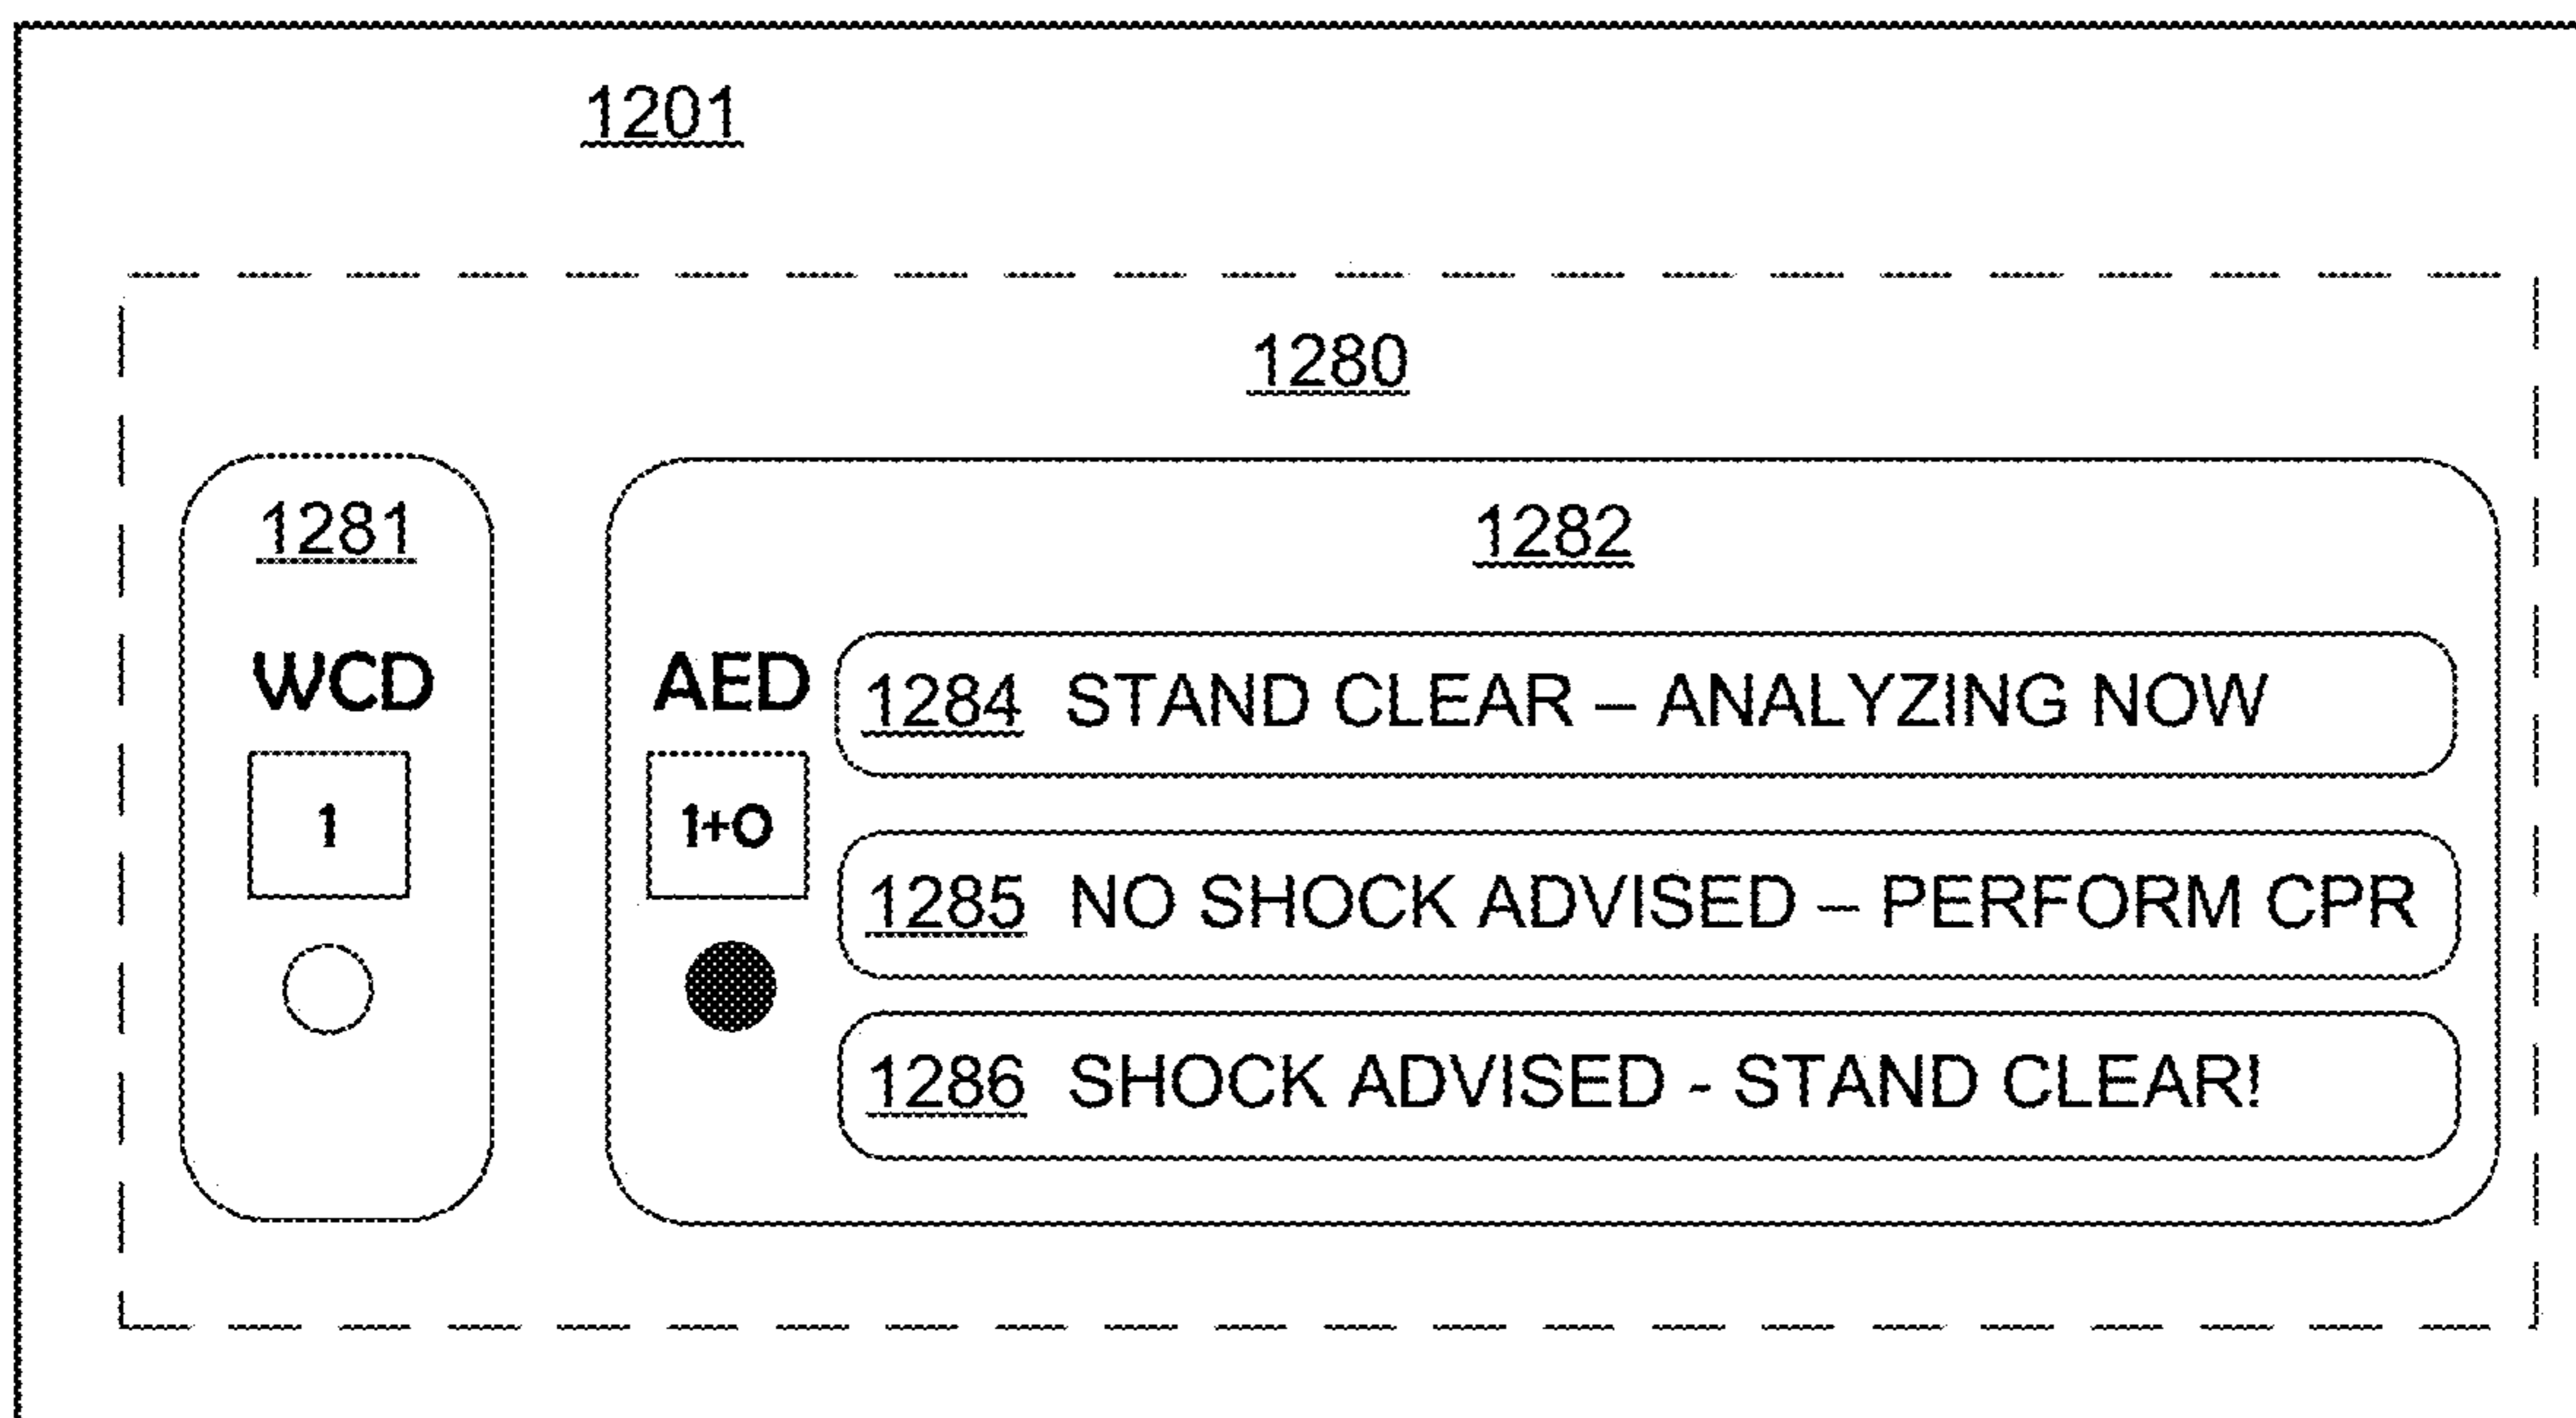 1201
1280
1281
WCD
1
1282
AED
1+0
1284 STAND CLEAR – ANALYZING NOW
1285 NO SHOCK ADVISED – PERFORM CPR
1286 SHOCK ADVISED - STAND CLEAR!